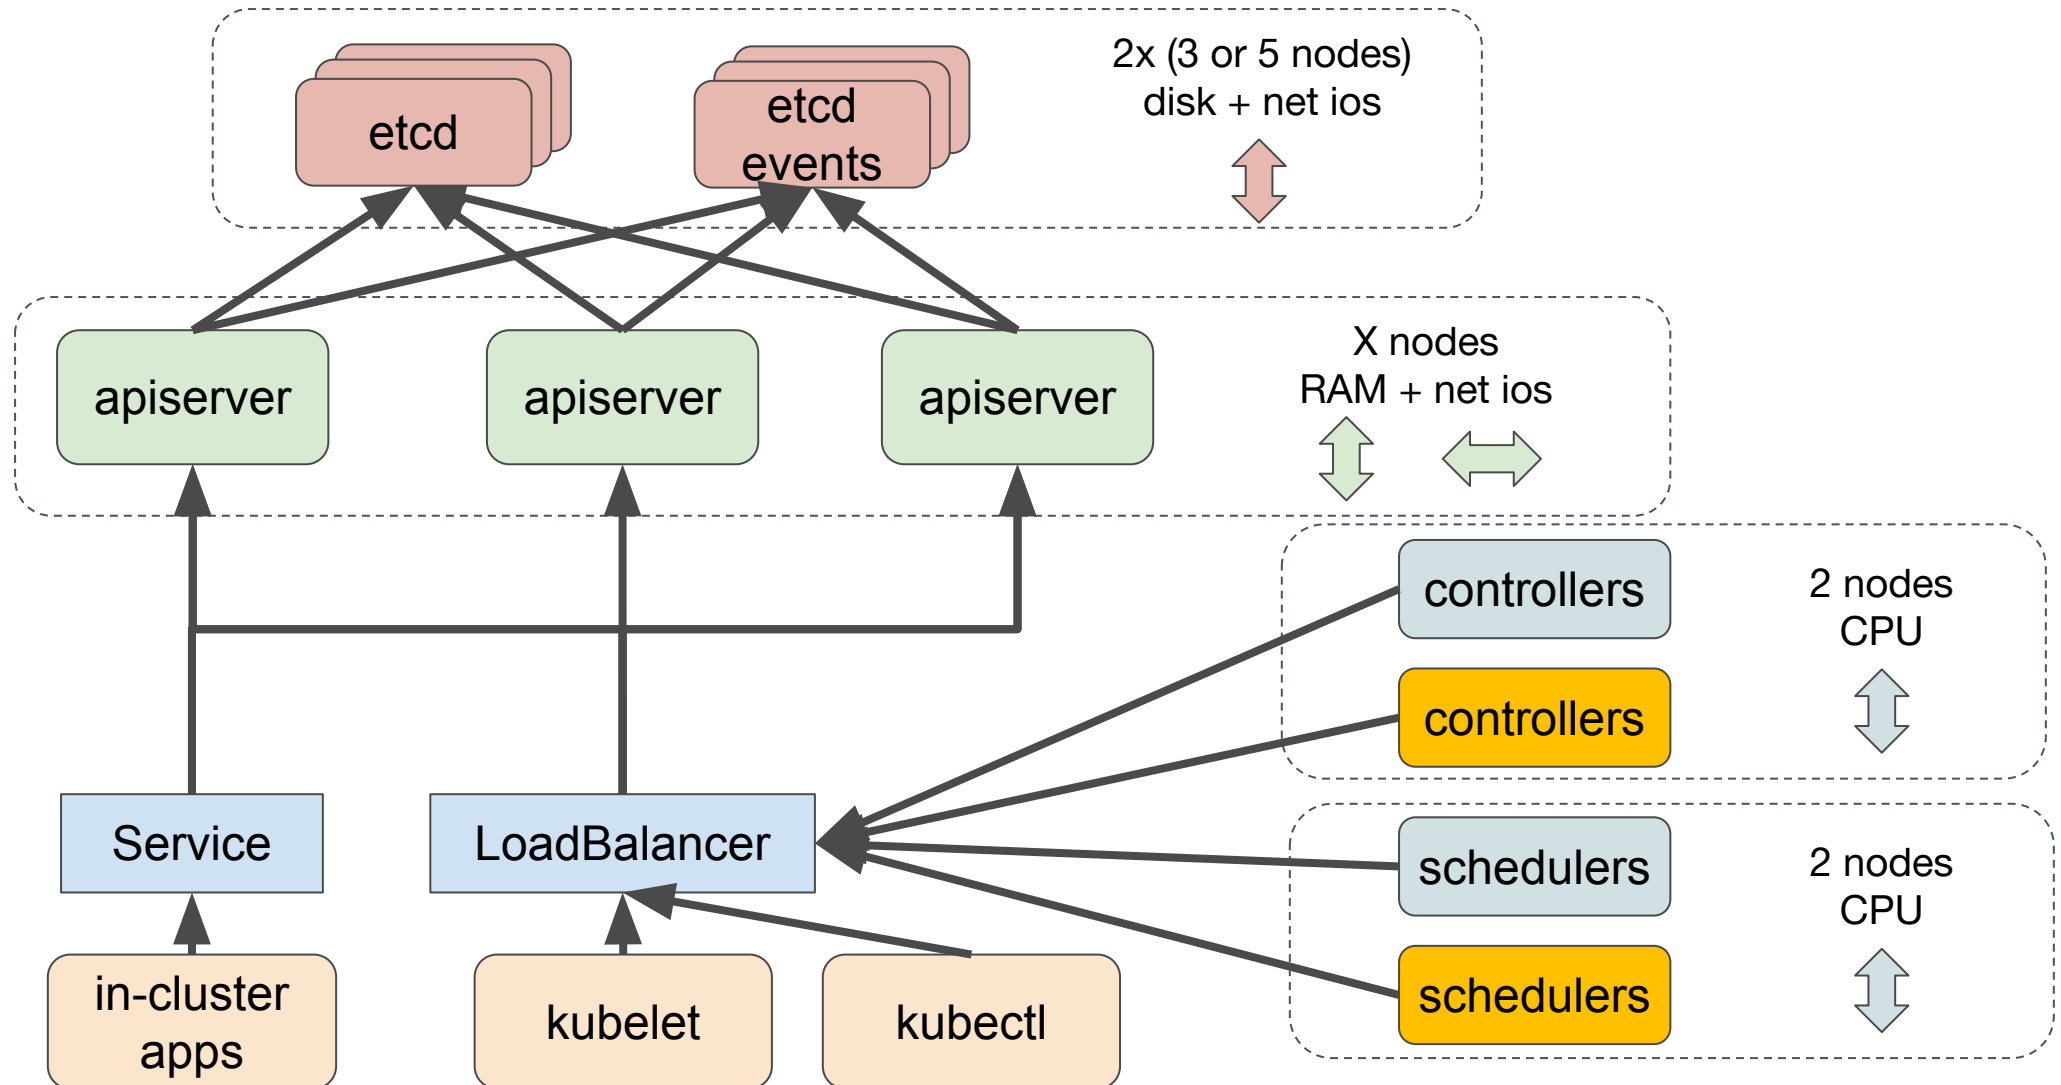 etcd
etcd
events
2x (3 or 5 nodes)
disk + net ios
apiserver
apiserver
apiserver
X nodes
RAM + net ios
controllers
controllers
2 nodes
CPU
Service
LoadBalancer
schedulers
schedulers
2 nodes
CPU
in-cluster
apps
kubelet
kubectl